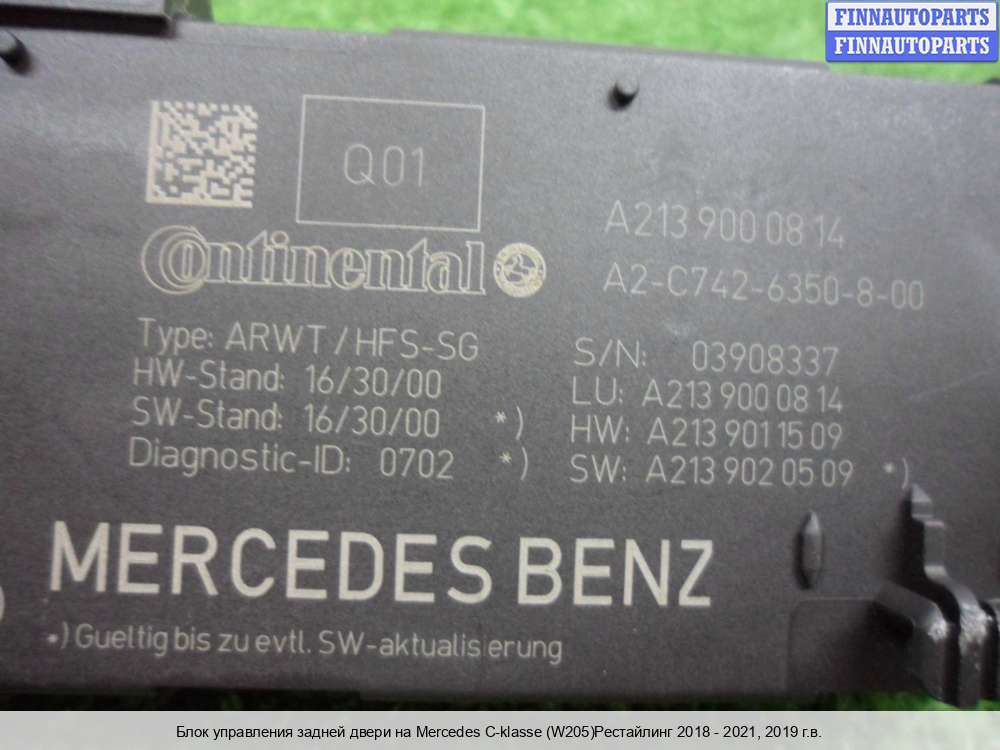 FINNAUTOPARTS
FINNAUTOPARTS
Q01
A213 900 08 14
A2-C742-6350-8-00
Continental
Type: ARWT / HFS-SG
HW-Stand: 16/30/00
SW-Stand: 16/30/00 *)
Diagnostic-ID: 0702 *)
S/N: 03908337
LU: A213 900 08 14
HW: A213 901 15 09
SW: A213 902 05 09 *)
MERCEDES BENZ
*) Gueltig bis zu evtl. SW-aktualisierung
Блок управления задней двери на Mercedes C-klasse (W205)Рестайлинг 2018 - 2021, 2019 г.в.